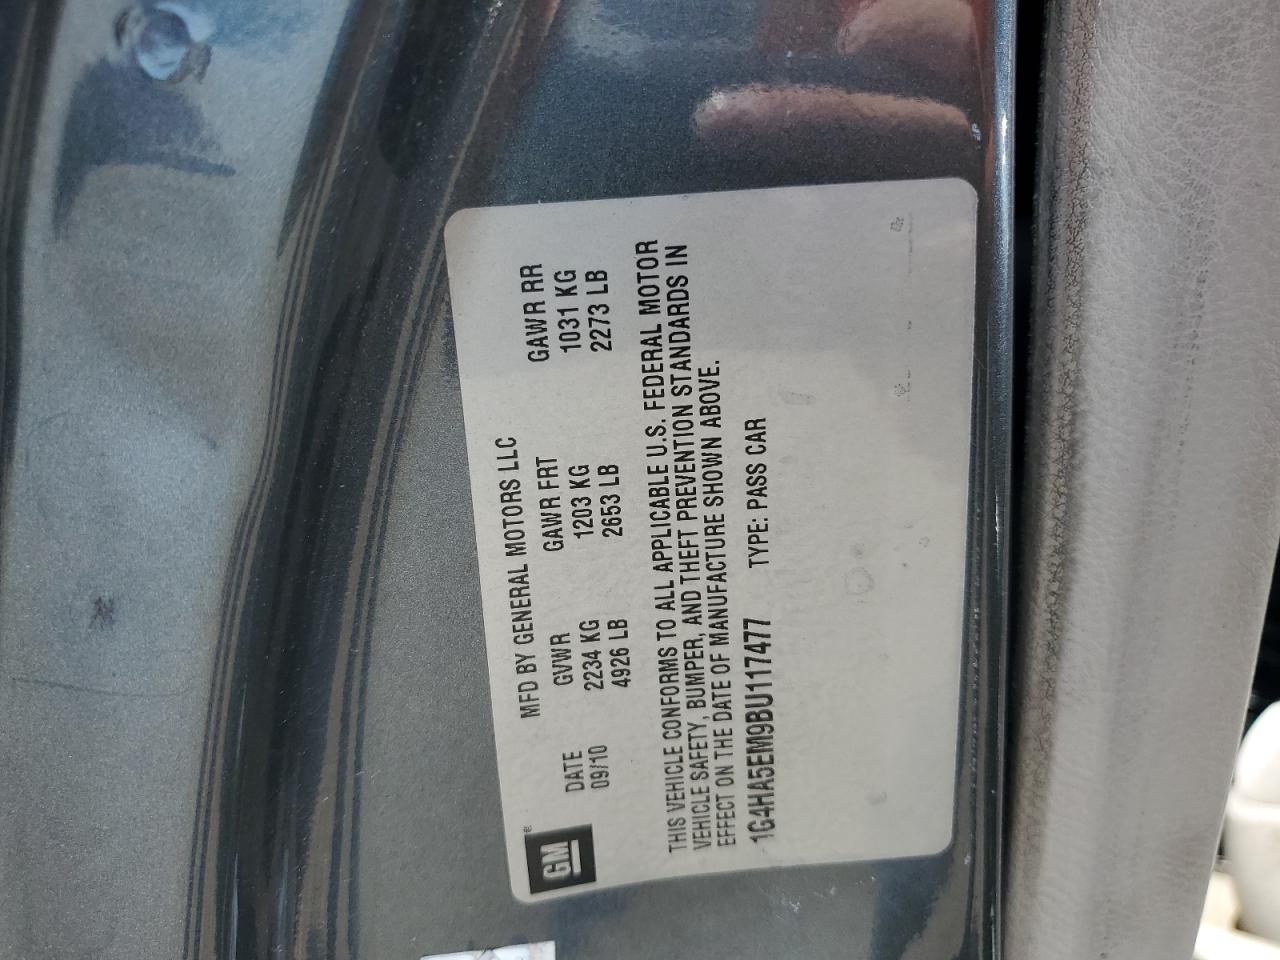 GM®
MFD BY GENERAL MOTORS LLC
DATE GVWR GAWR FRT GAWR RR
09/10 2234 KG 1203 KG 1031 KG
4926 LB 2653 LB 2273 LB
THIS VEHICLE CONFORMS TO ALL APPLICABLE U.S. FEDERAL MOTOR
VEHICLE SAFETY, BUMPER, AND THEFT PREVENTION STANDARDS IN
EFFECT ON THE DATE OF MANUFACTURE SHOWN ABOVE.
1G4HA5EM9BU117477 TYPE: PASS CAR